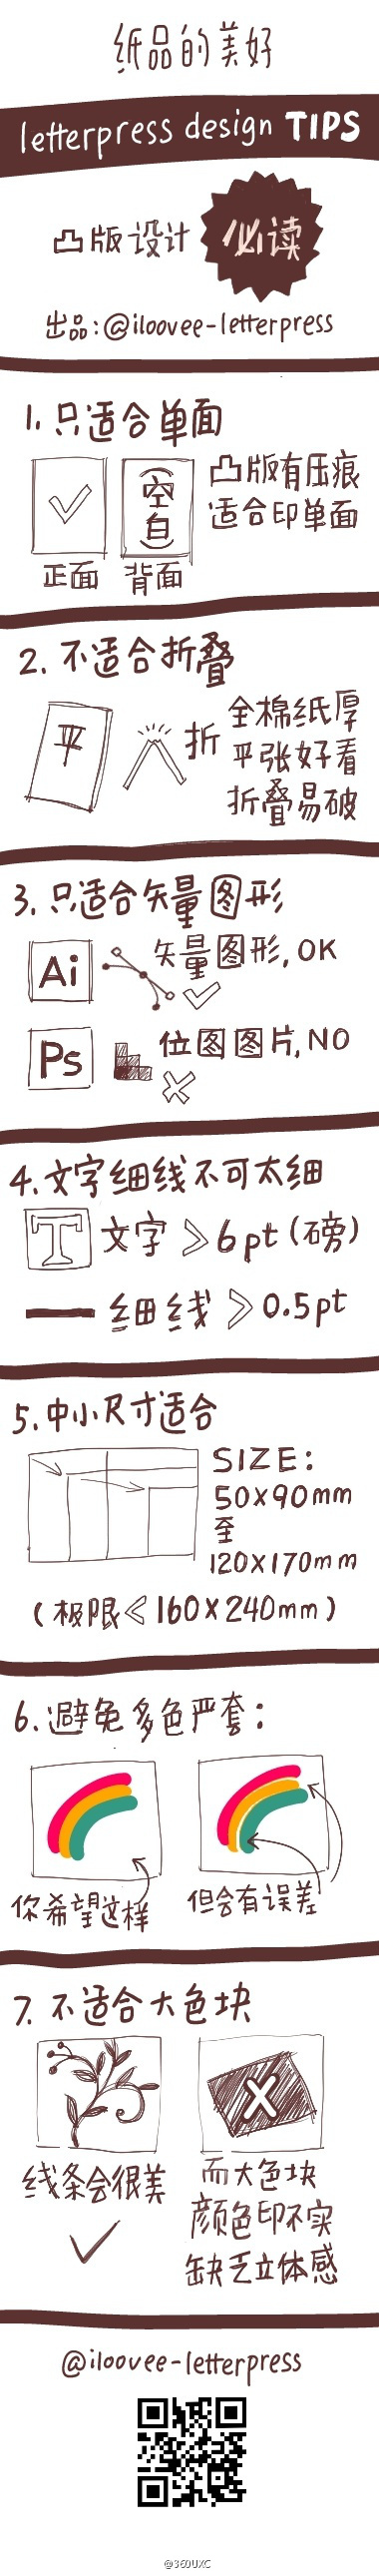 纸品的美好
letterpress design TIPS
凸版设计
必读
出品:@iloovee-letterpress
1. 只适合单面
(空白)
正面
背面
凸版有压痕
适合印单面
2. 不适合折叠
平
折
全棉纸厚
平张好看
折叠易破
3. 只适合矢量图形
Ai
矢量图形,OK
Ps
位图图片,NO
4.文字细线不可太细
T
文字 >6pt(磅)
细线 >0.5pt
5.中小尺寸适合
SIZE:
50x90mm
至
120x170mm
(极限<160x240mm)
6.避免多色严套:
你希望这样
但会有误差
7. 不适合大色块
线条会很美
X
而大色块
颜色印不实
缺乏立体感
@iloovee-letterpress
@360UXC